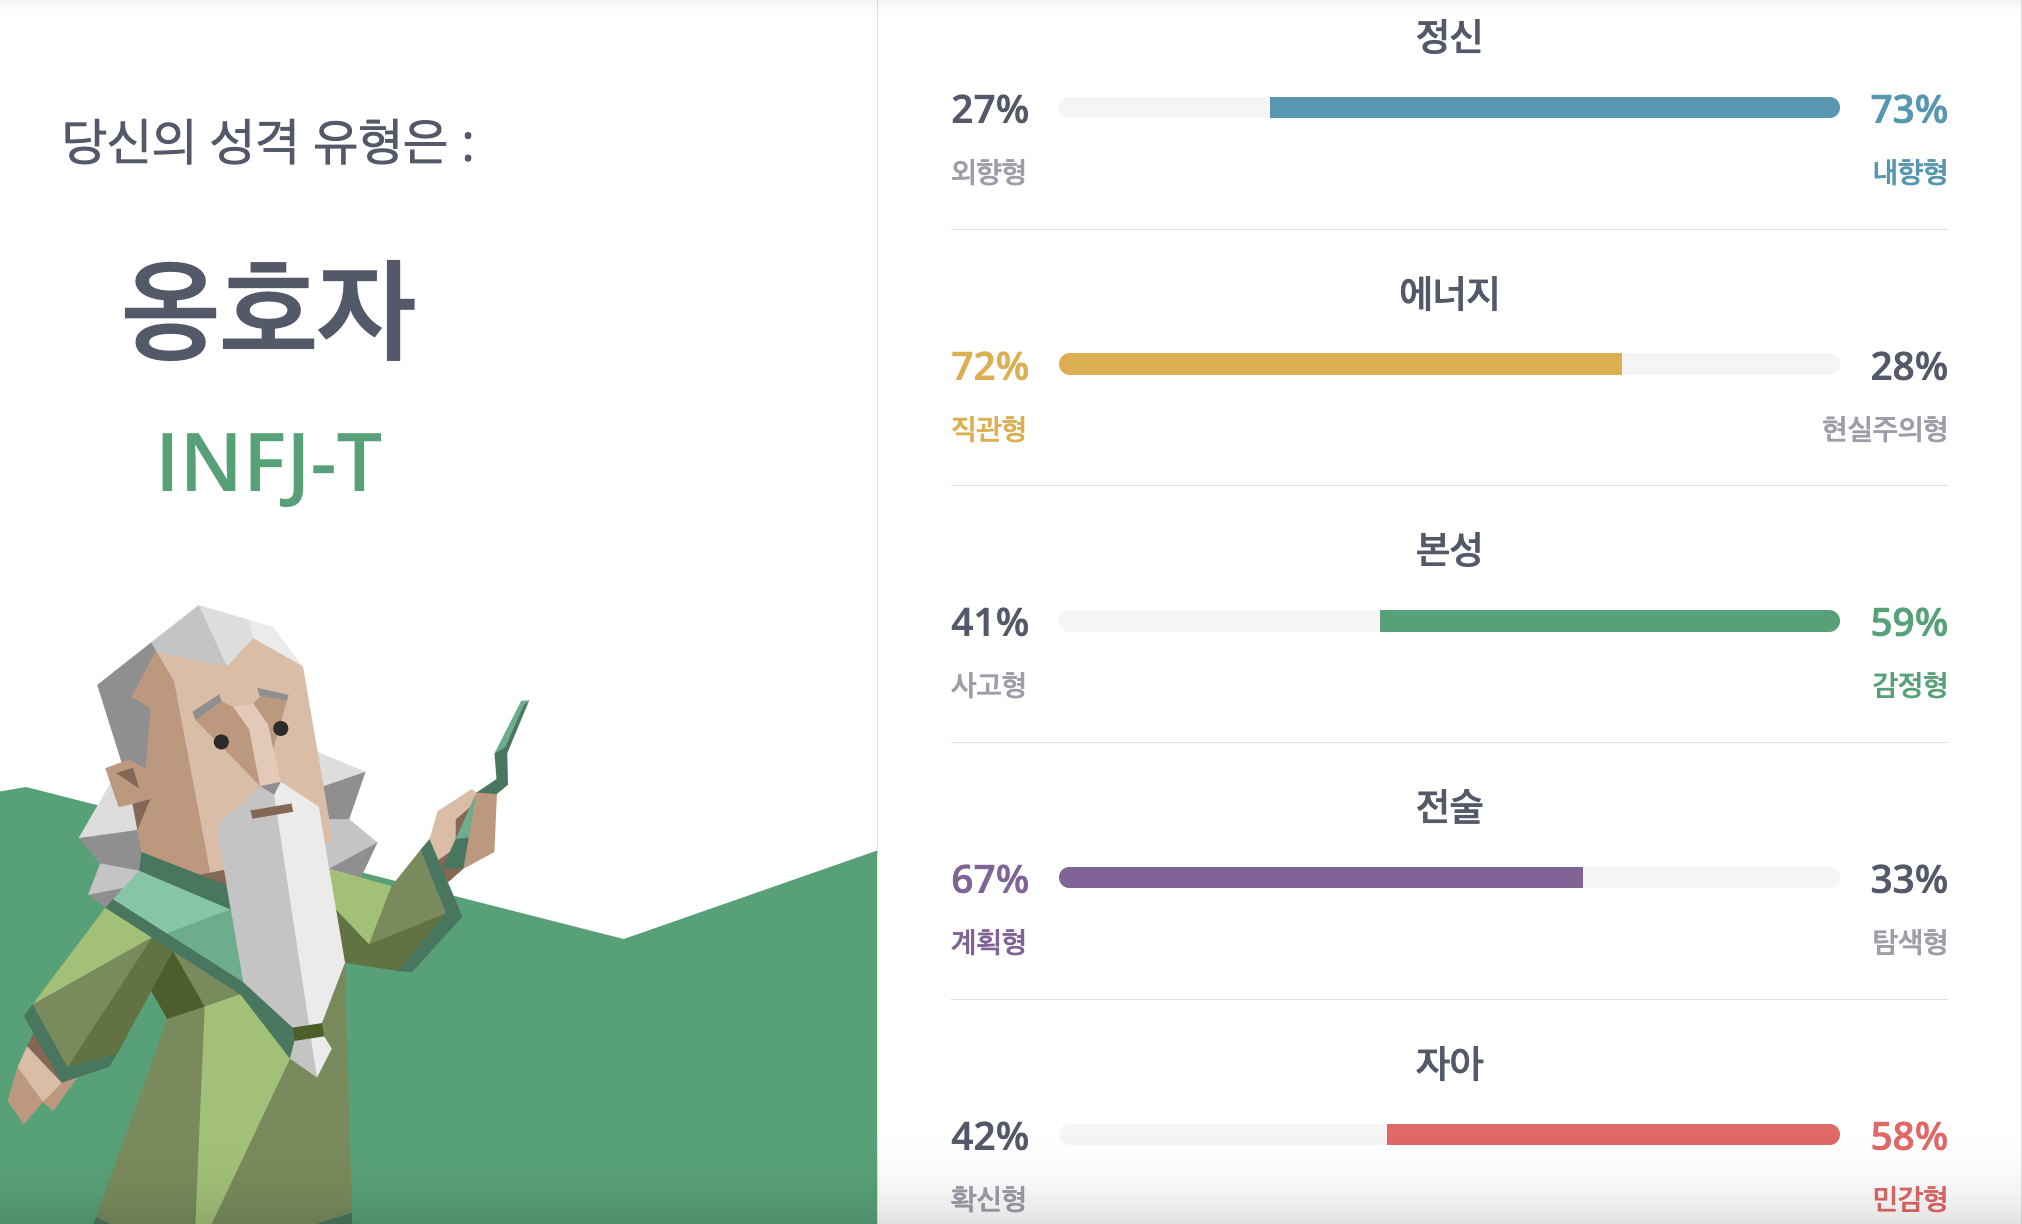 당신의 성격 유형은 :
옹호자
INFJ-T
정신
27% 73%
외향형 내향형
에너지
72% 28%
직관형 현실주의형
본성
41% 59%
사고형 감정형
전술
67% 33%
계획형 탐색형
자아
42% 58%
확신형 민감형